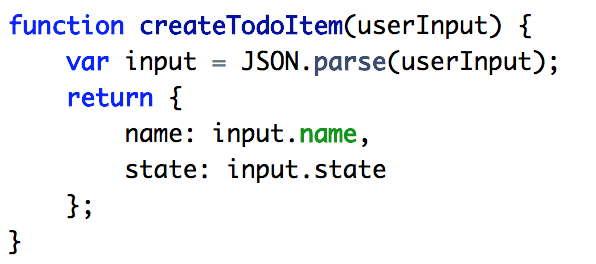 function createTodoItem(userInput) {
    var input = JSON.parse(userInput);
    return {
        name: input.name,
        state: input.state
    };
}